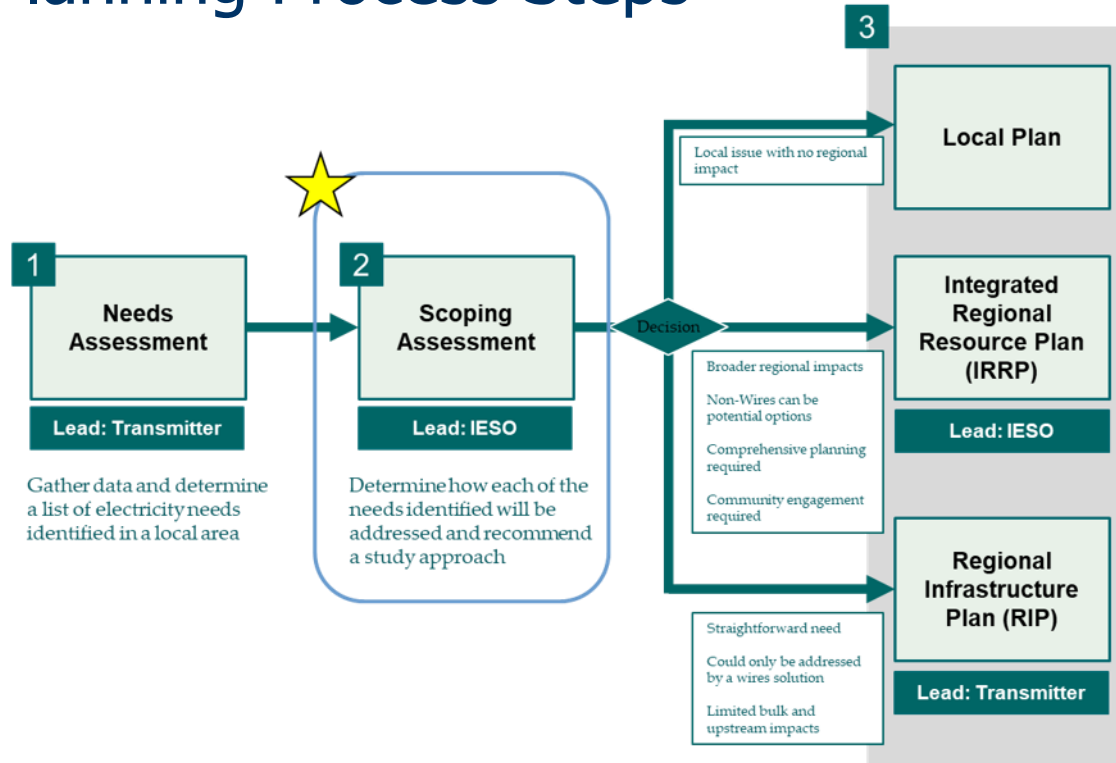 lanning Process Steps
1
Needs
Assessment
Lead: Transmitter
Gather data and determine
a list of electricity needs
identified in a local area
2
Scoping
Assessment
Lead: IESO
Determine how each of the
needs identified will be
addressed and recommend
a study approach
Decision
Local issue with no regional
impact
Broader regional impacts
Non-Wires can be
potential options
Comprehensive planning
required
Community engagement
required
Straightforward need
Could only be addressed
by a wires solution
Limited bulk and
upstream impacts
3
Local Plan
Integrated
Regional
Resource Plan
(IRRP)
Lead: IESO
Regional
Infrastructure
Plan (RIP)
Lead: Transmitter